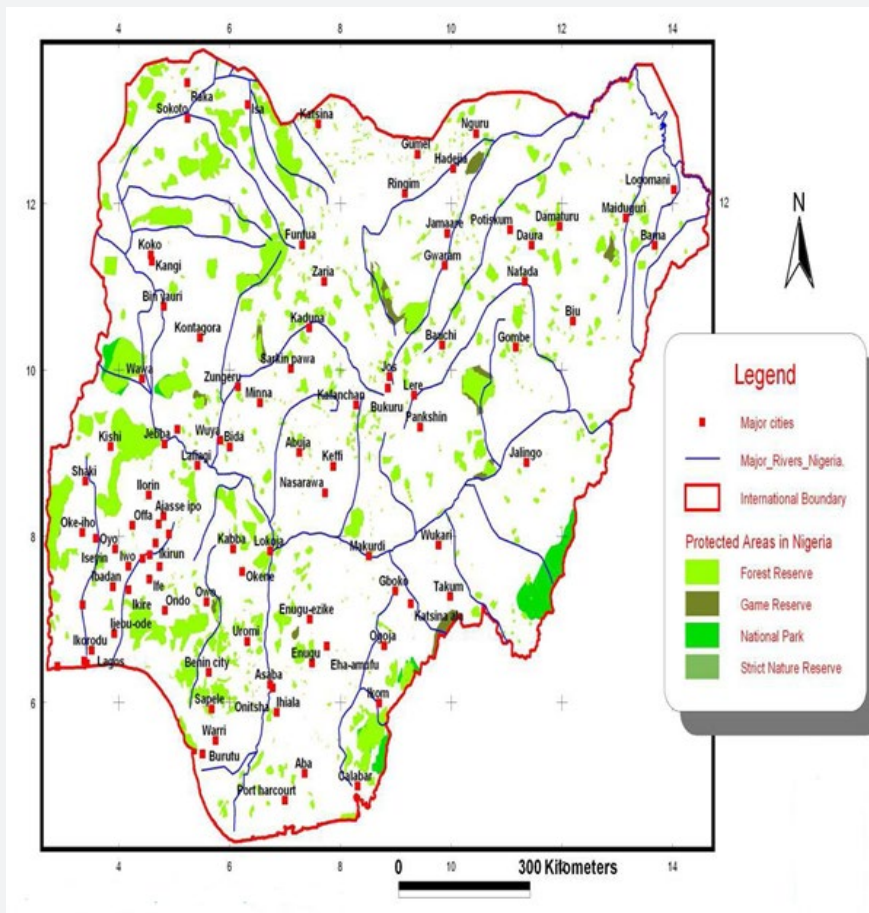 4 6 8 10 12 14
Raka
Isa
Sokoto
Katsina
Nguru
Gumel
Hadejia
Logomani
Ringim
12
12
Maiduguri
Jamaare
Potiskum
Damaturu
Funtua
Daura
Bama
Koko
Kangi
Gwaram
Zaria
Nafada
Bin yauri
Biu
Kaduna
Kontagora
Bauchi
Gombe
Sarkin pawa
10
Wawa
Zungeru
Jos
Minna
Kafanchan
Lere
Bukuru
Pankshin
Kishi
Jebba
Wuya
Bida
Abuja
Jalingo
Lafiagi
Keffi
Shaki
Ilorin
Nasarawa
Ajasse ipo
Offa
Oke-iho
8
Oyo
Kabba
Lokoja
Wukari
Makurdi
Iseyin
Iwo
Ikirun
Ibadan
Okene
Gboko
Takum
Ife
Owo
Ikire
Ondo
Enugu-ezike
Katsina ala
Ijebu-ode
Uromi
Ogoja
Ikorodu
Lagos
Benin city
Enugu
Eha-amufu
Asaba
Ikom
6
Sapele
Onitsha
Ihiala
Warri
Burutu
Aba
Calabar
Port harcourt
4 6 8 10 12 14
0 300 Kilometers
N
Legend
Major cities
Major_Rivers_Nigeria.
International Boundary
Protected Areas in Nigeria
Forest Reserve
Game Reserve
National Park
Strict Nature Reserve